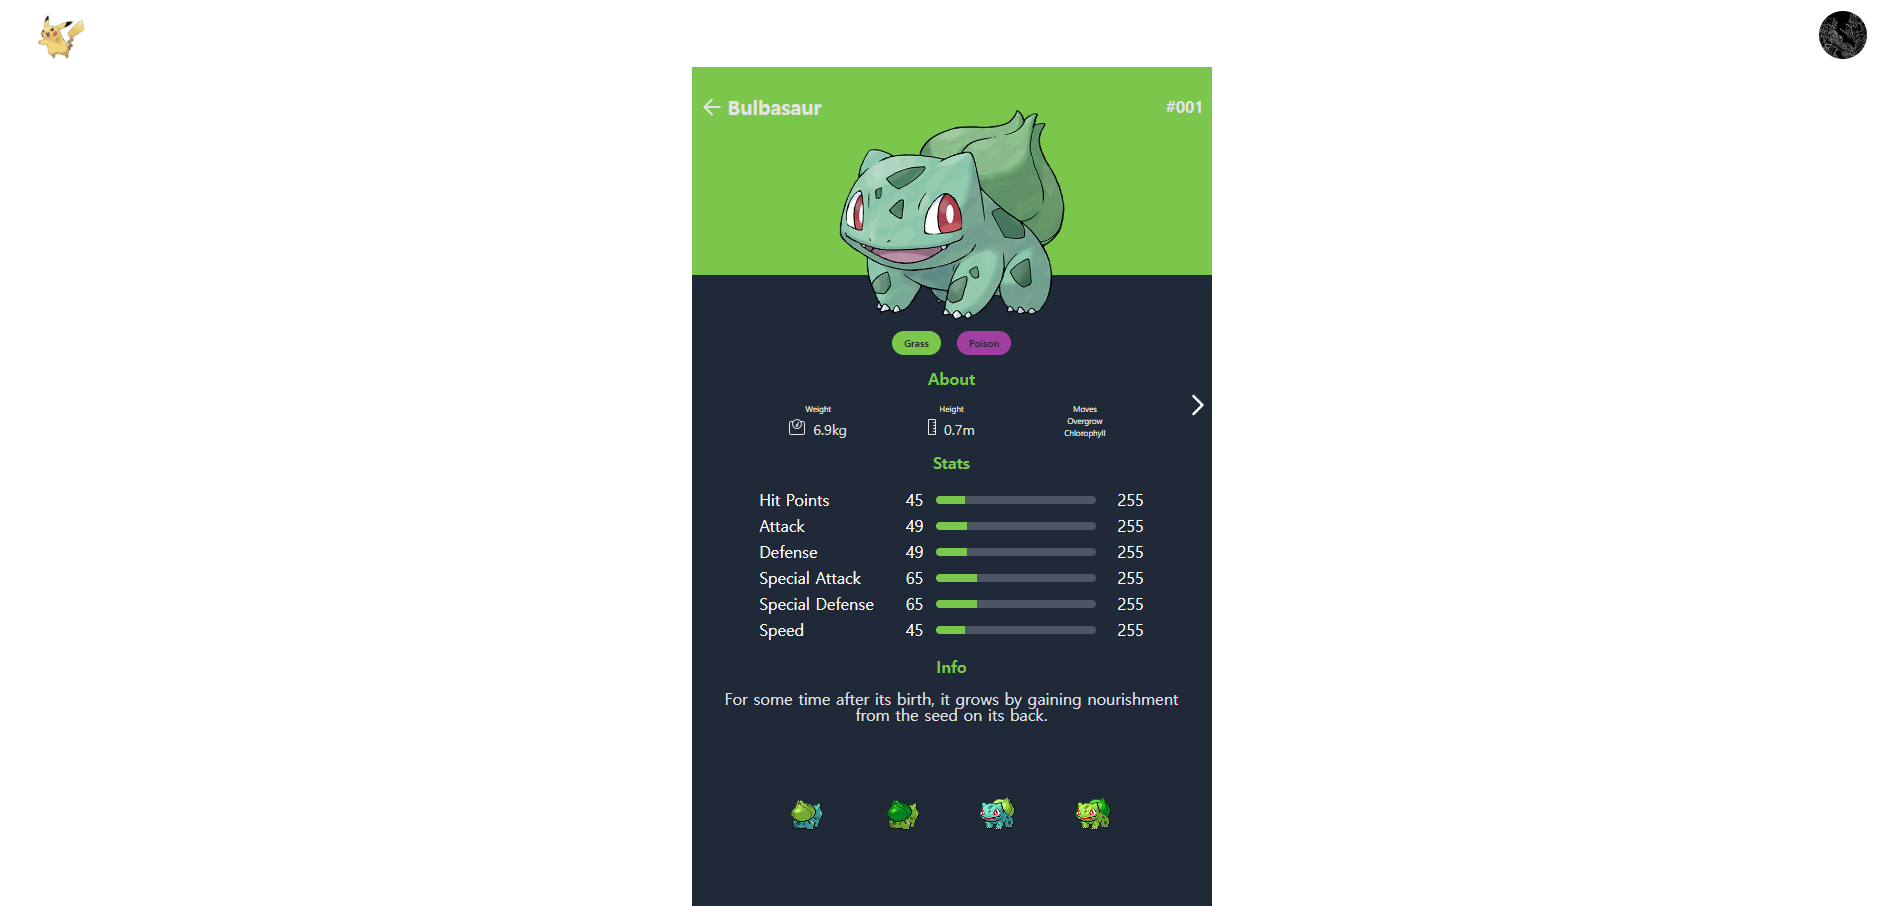 Bulbasaur
#001
Grass Poison
About
Weight Height Moves
Overgrow
6.9kg 0.7m
Chlorophyll
Stats
Hit Points 45 255
Attack 49 255
Defense 49 255
Special Attack 65 255
Special Defense 65 255
Speed 45 255
Info
For some time after its birth, it grows by gaining nourishment
from the seed on its back.